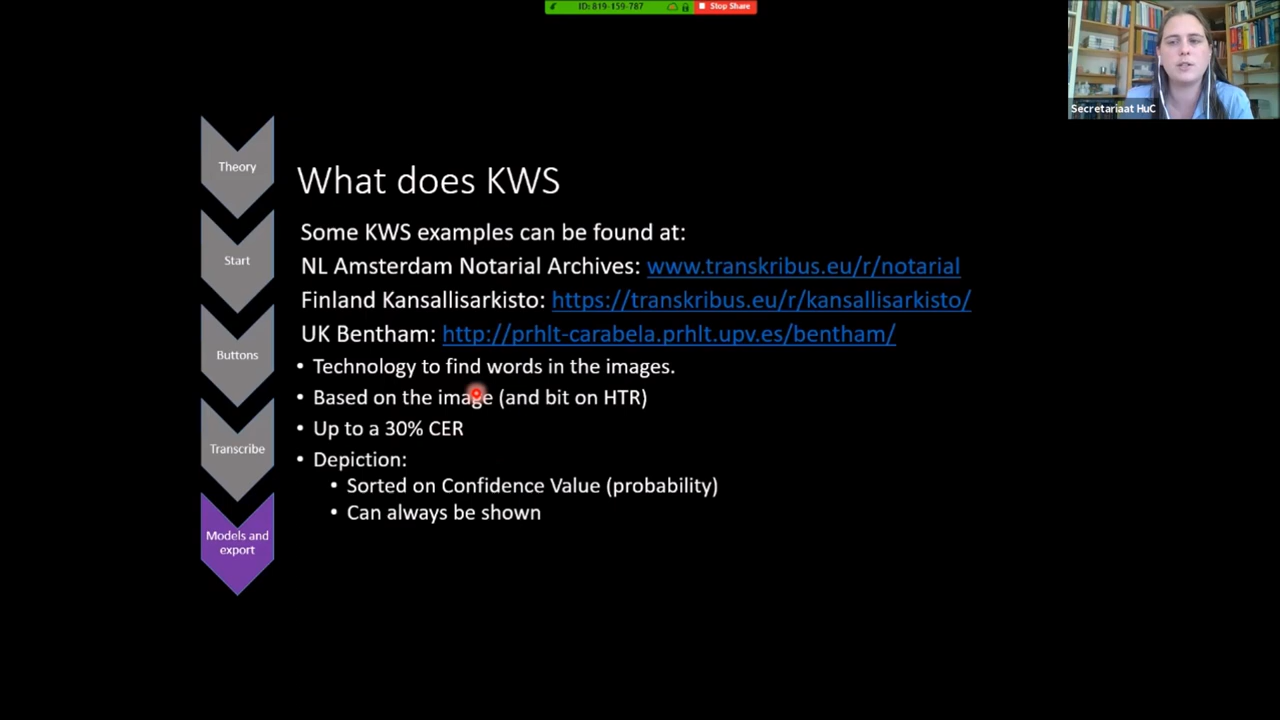 ID: 819-159-787
Stop Share
Secretariaat HuC
Theory
Start
Buttons
Transcribe
Models and
export
What does KWS
Some KWS examples can be found at:
NL Amsterdam Notarial Archives: www.transkribus.eu/r/notarial
Finland Kansallisarkisto: https://transkribus.eu/r/kansallisarkisto/
UK Bentham: http://prhlt-carabela.prhlt.upv.es/bentham/
• Technology to find words in the images.
• Based on the image (and bit on HTR)
• Up to a 30% CER
• Depiction:
• Sorted on Confidence Value (probability)
• Can always be shown